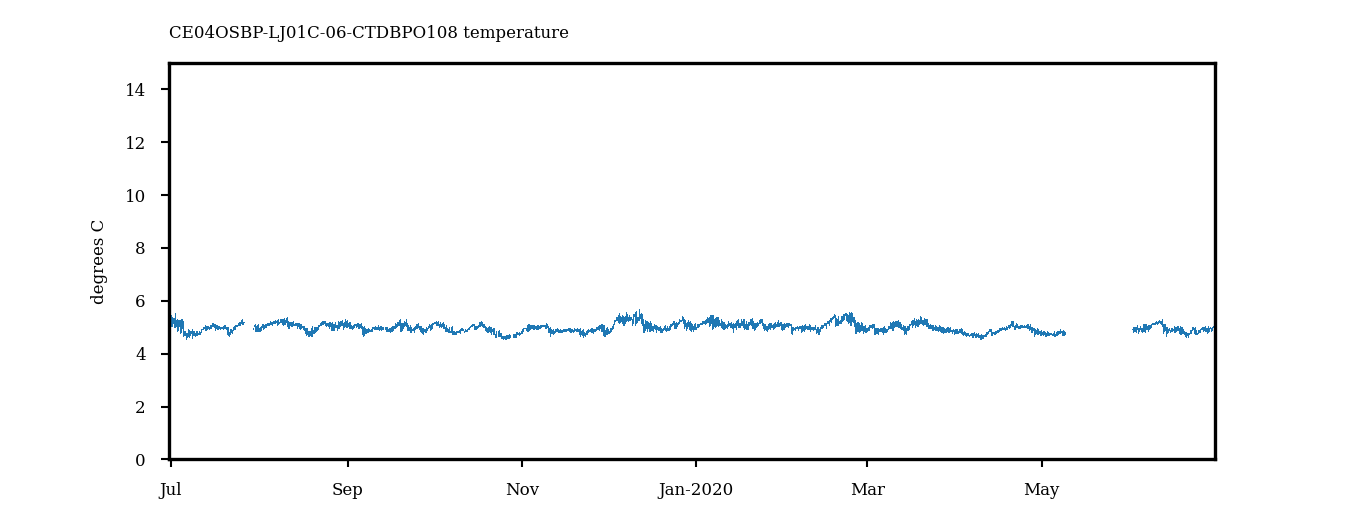 CE04OSBP-LJ01C-06-CTDBPO108 temperature
14
12
10
8
6
4
2
0
degrees C
Jul
Sep
Nov
Jan-2020
Mar
May